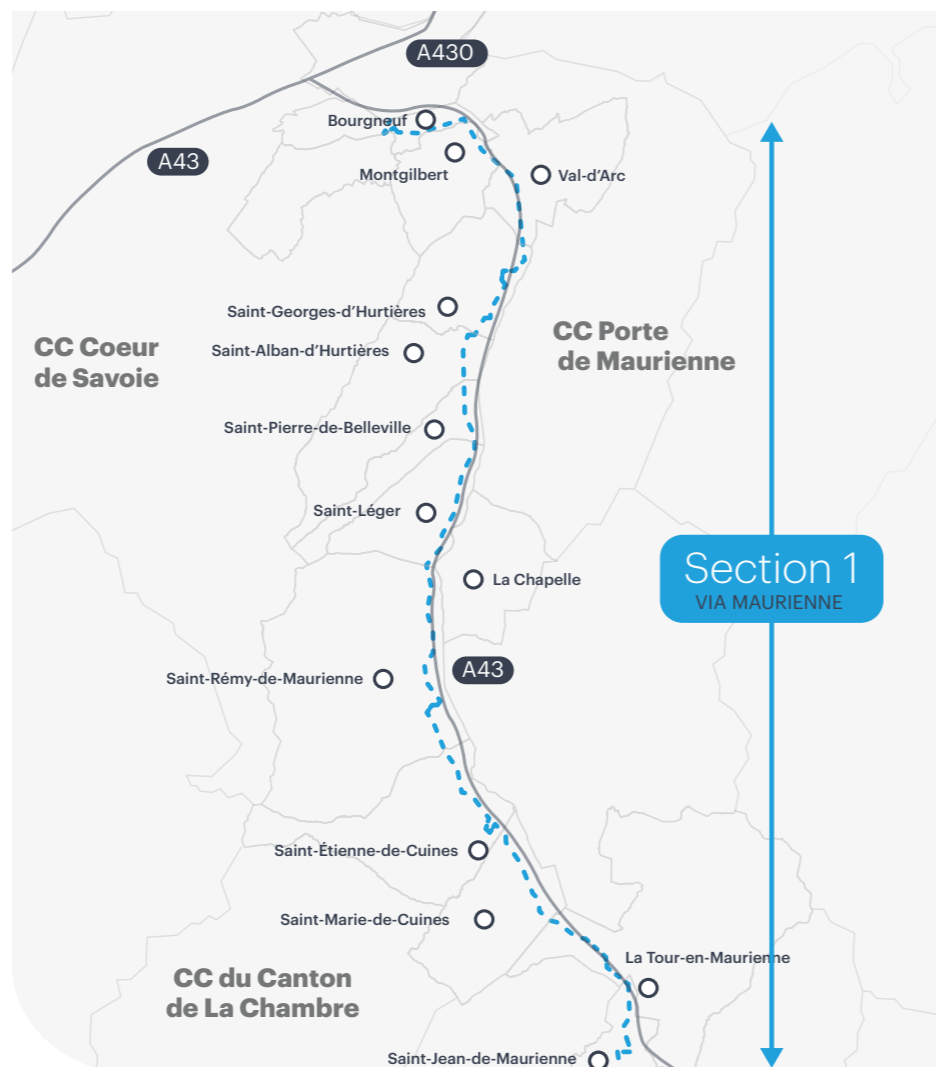 A430
Bourgneuf
A43
Montgilbert
Val-d’Arc
Saint-Georges-d’Hurtières
CC Coeur
de Savoie
CC Porte
de Maurienne
Saint-Alban-d’Hurtières
Saint-Pierre-de-Belleville
Saint-Léger
La Chapelle
Section 1
VIA MAURIENNE
Saint-Rémy-de-Maurienne
A43
Saint-Étienne-de-Cuines
Saint-Marie-de-Cuines
La Tour-en-Maurienne
CC du Canton
de La Chambre
Saint-Jean-de-Maurienne